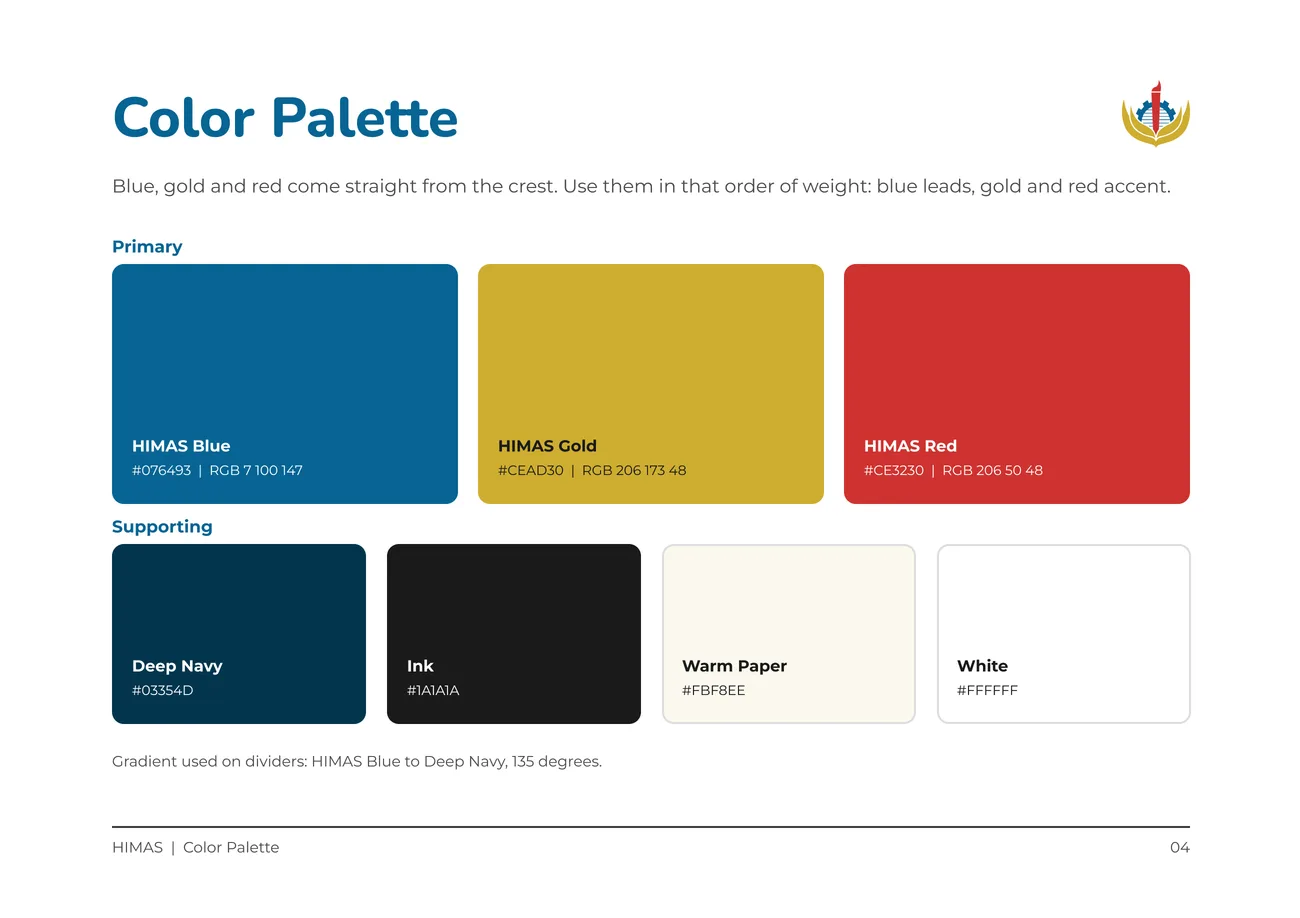 Color Palette
Blue, gold and red come straight from the crest. Use them in that order of weight: blue leads, gold and red accent.
Primary
HIMAS Blue
#076493 | RGB 7 100 147
HIMAS Gold
#CEAD30 | RGB 206 173 48
HIMAS Red
#CE3230 | RGB 206 50 48
Supporting
Deep Navy
#03354D
Ink
#1A1A1A
Warm Paper
#FBF8EE
White
#FFFFFF
Gradient used on dividers: HIMAS Blue to Deep Navy, 135 degrees.
HIMAS | Color Palette
04